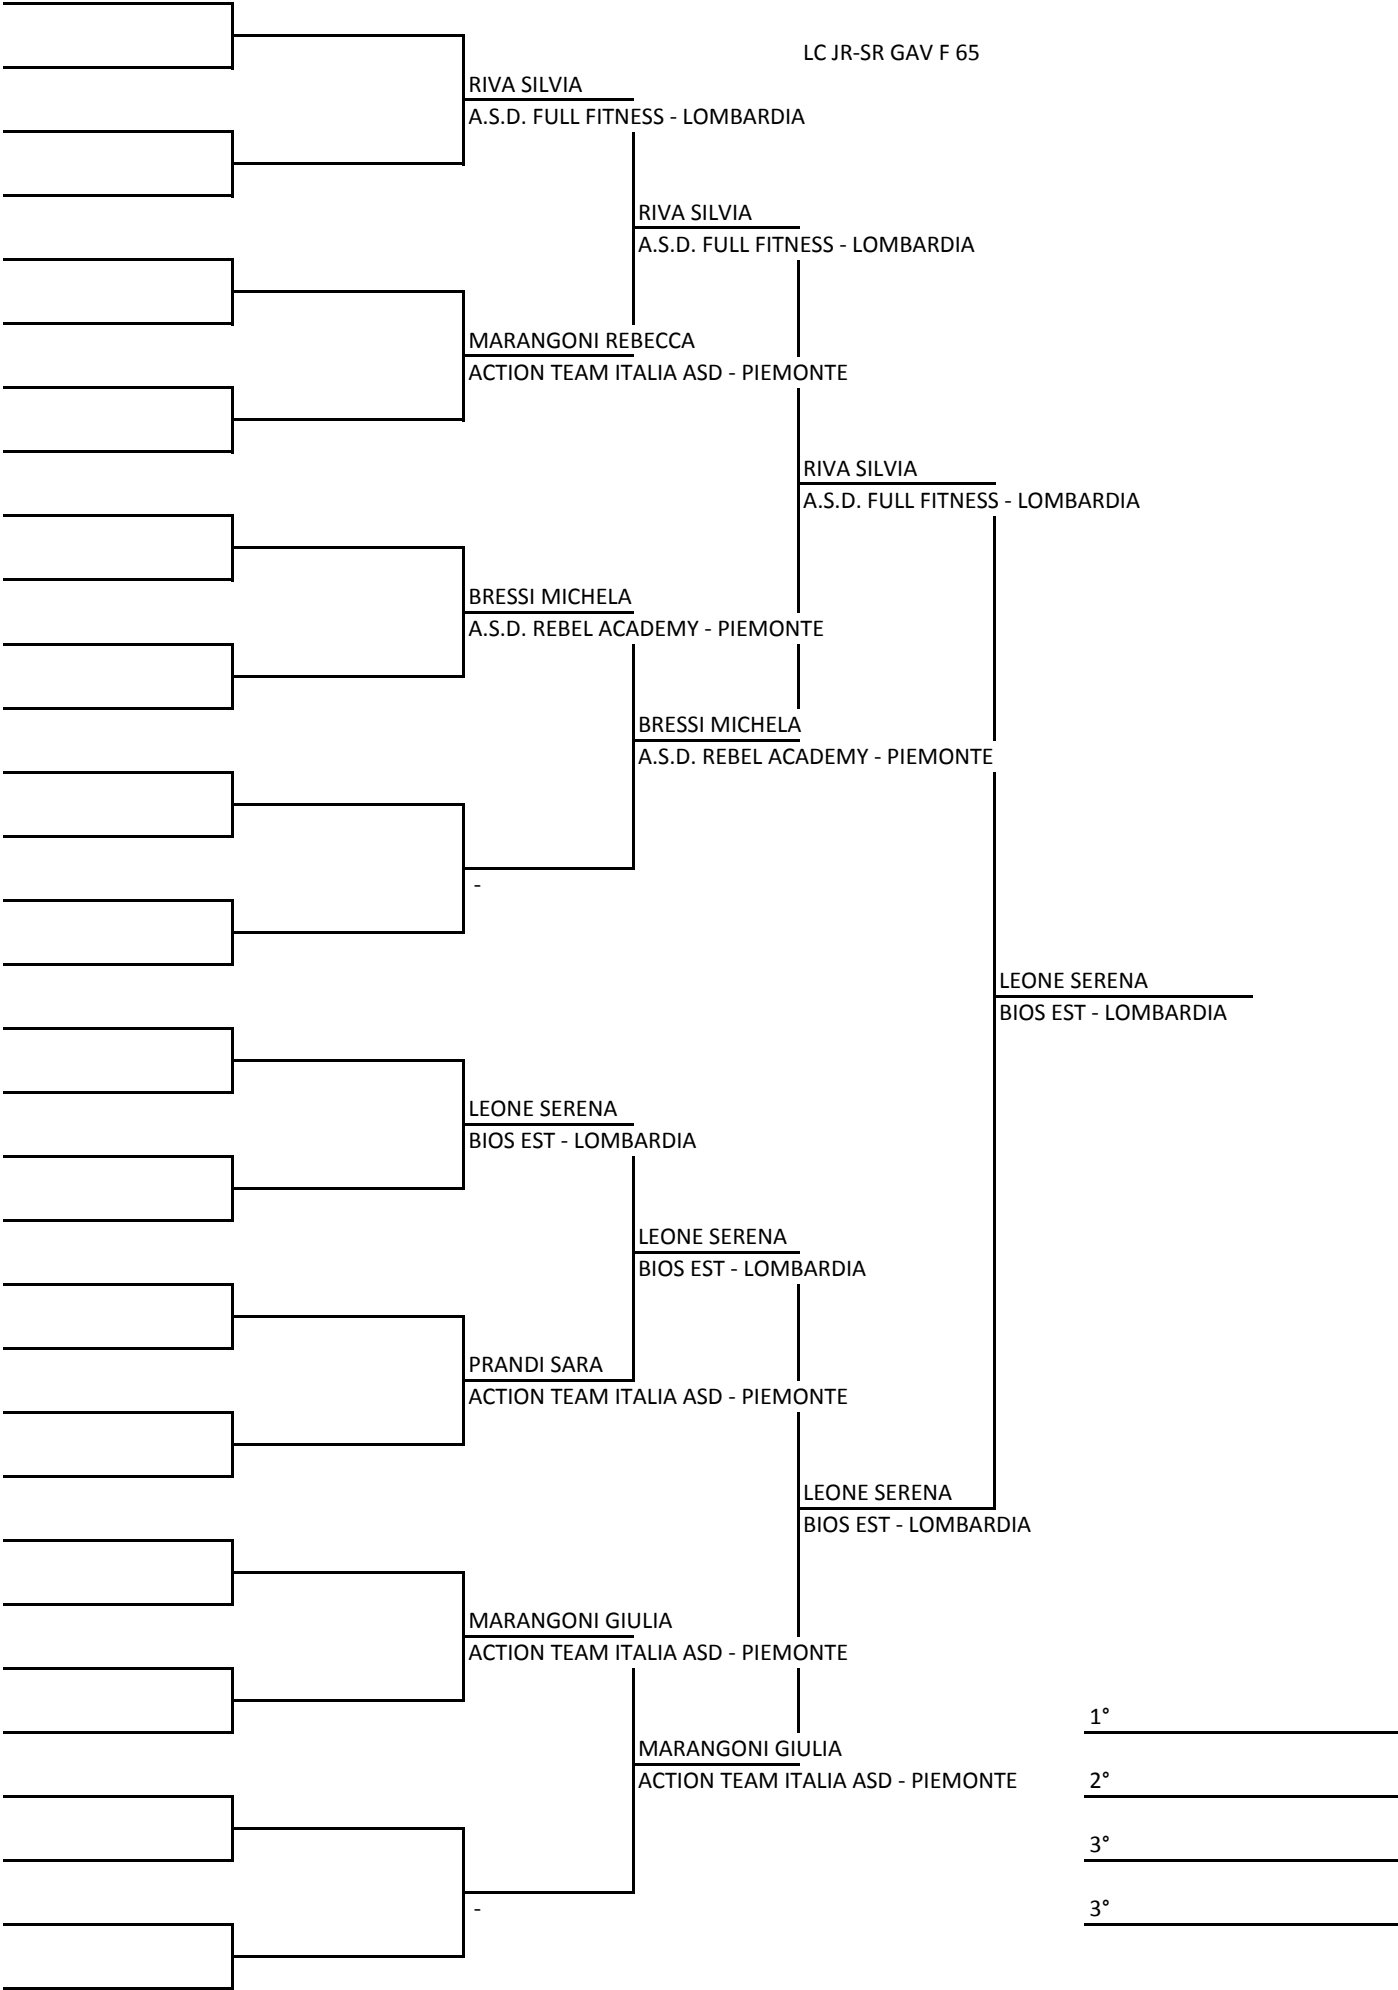 LC JR-SR GAV F 65
RIVA SILVIA
A.S.D. FULL FITNESS - LOMBARDIA
RIVA SILVIA
A.S.D. FULL FITNESS - LOMBARDIA
MARANGONI REBECCA
ACTION TEAM ITALIA ASD - PIEMONTE
RIVA SILVIA
A.S.D. FULL FITNESS - LOMBARDIA
BRESSI MICHELA
A.S.D. REBEL ACADEMY - PIEMONTE
BRESSI MICHELA
A.S.D. REBEL ACADEMY - PIEMONTE
-
LEONE SERENA
BIOS EST - LOMBARDIA
LEONE SERENA
BIOS EST - LOMBARDIA
LEONE SERENA
BIOS EST - LOMBARDIA
PRANDI SARA
ACTION TEAM ITALIA ASD - PIEMONTE
LEONE SERENA
BIOS EST - LOMBARDIA
MARANGONI GIULIA
ACTION TEAM ITALIA ASD - PIEMONTE
1°
MARANGONI GIULIA
ACTION TEAM ITALIA ASD - PIEMONTE
2°
3°
-
3°